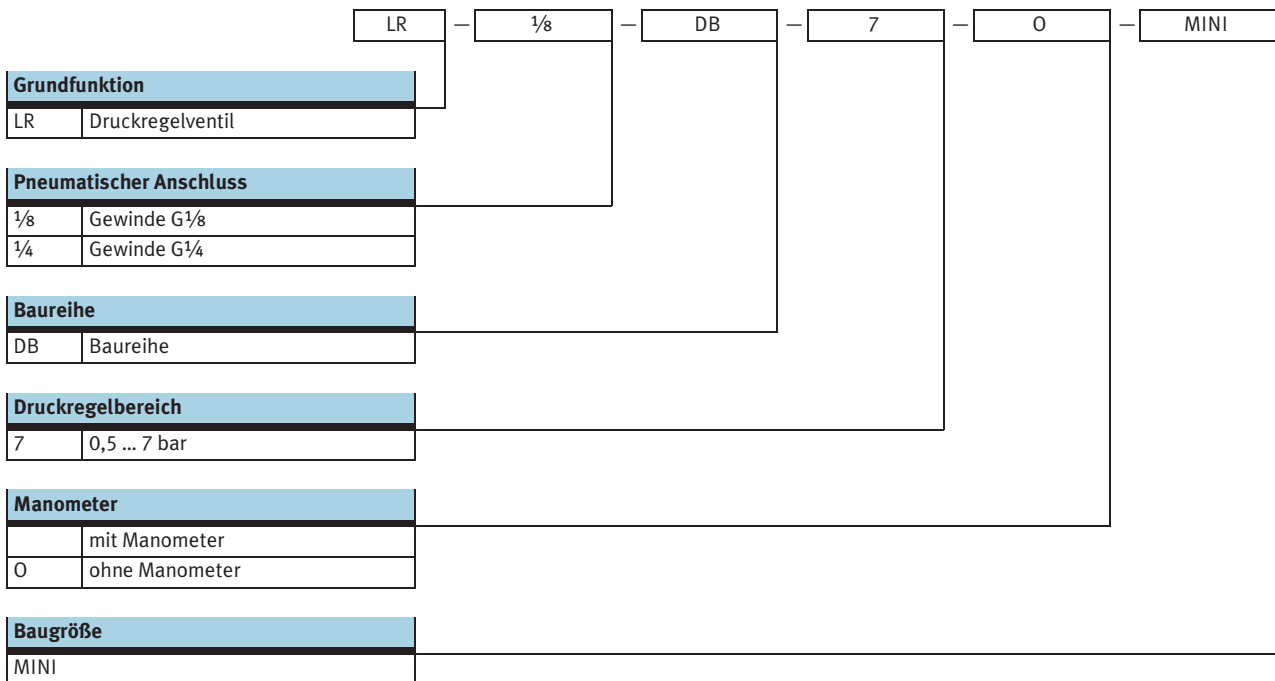 LR — ⅛ — DB — 7 — O — MINI
Grundfunktion
LR Druckregelventil
Pneumatischer Anschluss
⅛ Gewinde G⅛
¼ Gewinde G¼
Baureihe
DB Baureihe
Druckregelbereich
7 0,5 ... 7 bar
Manometer
mit Manometer
O ohne Manometer
Baugröße
MINI